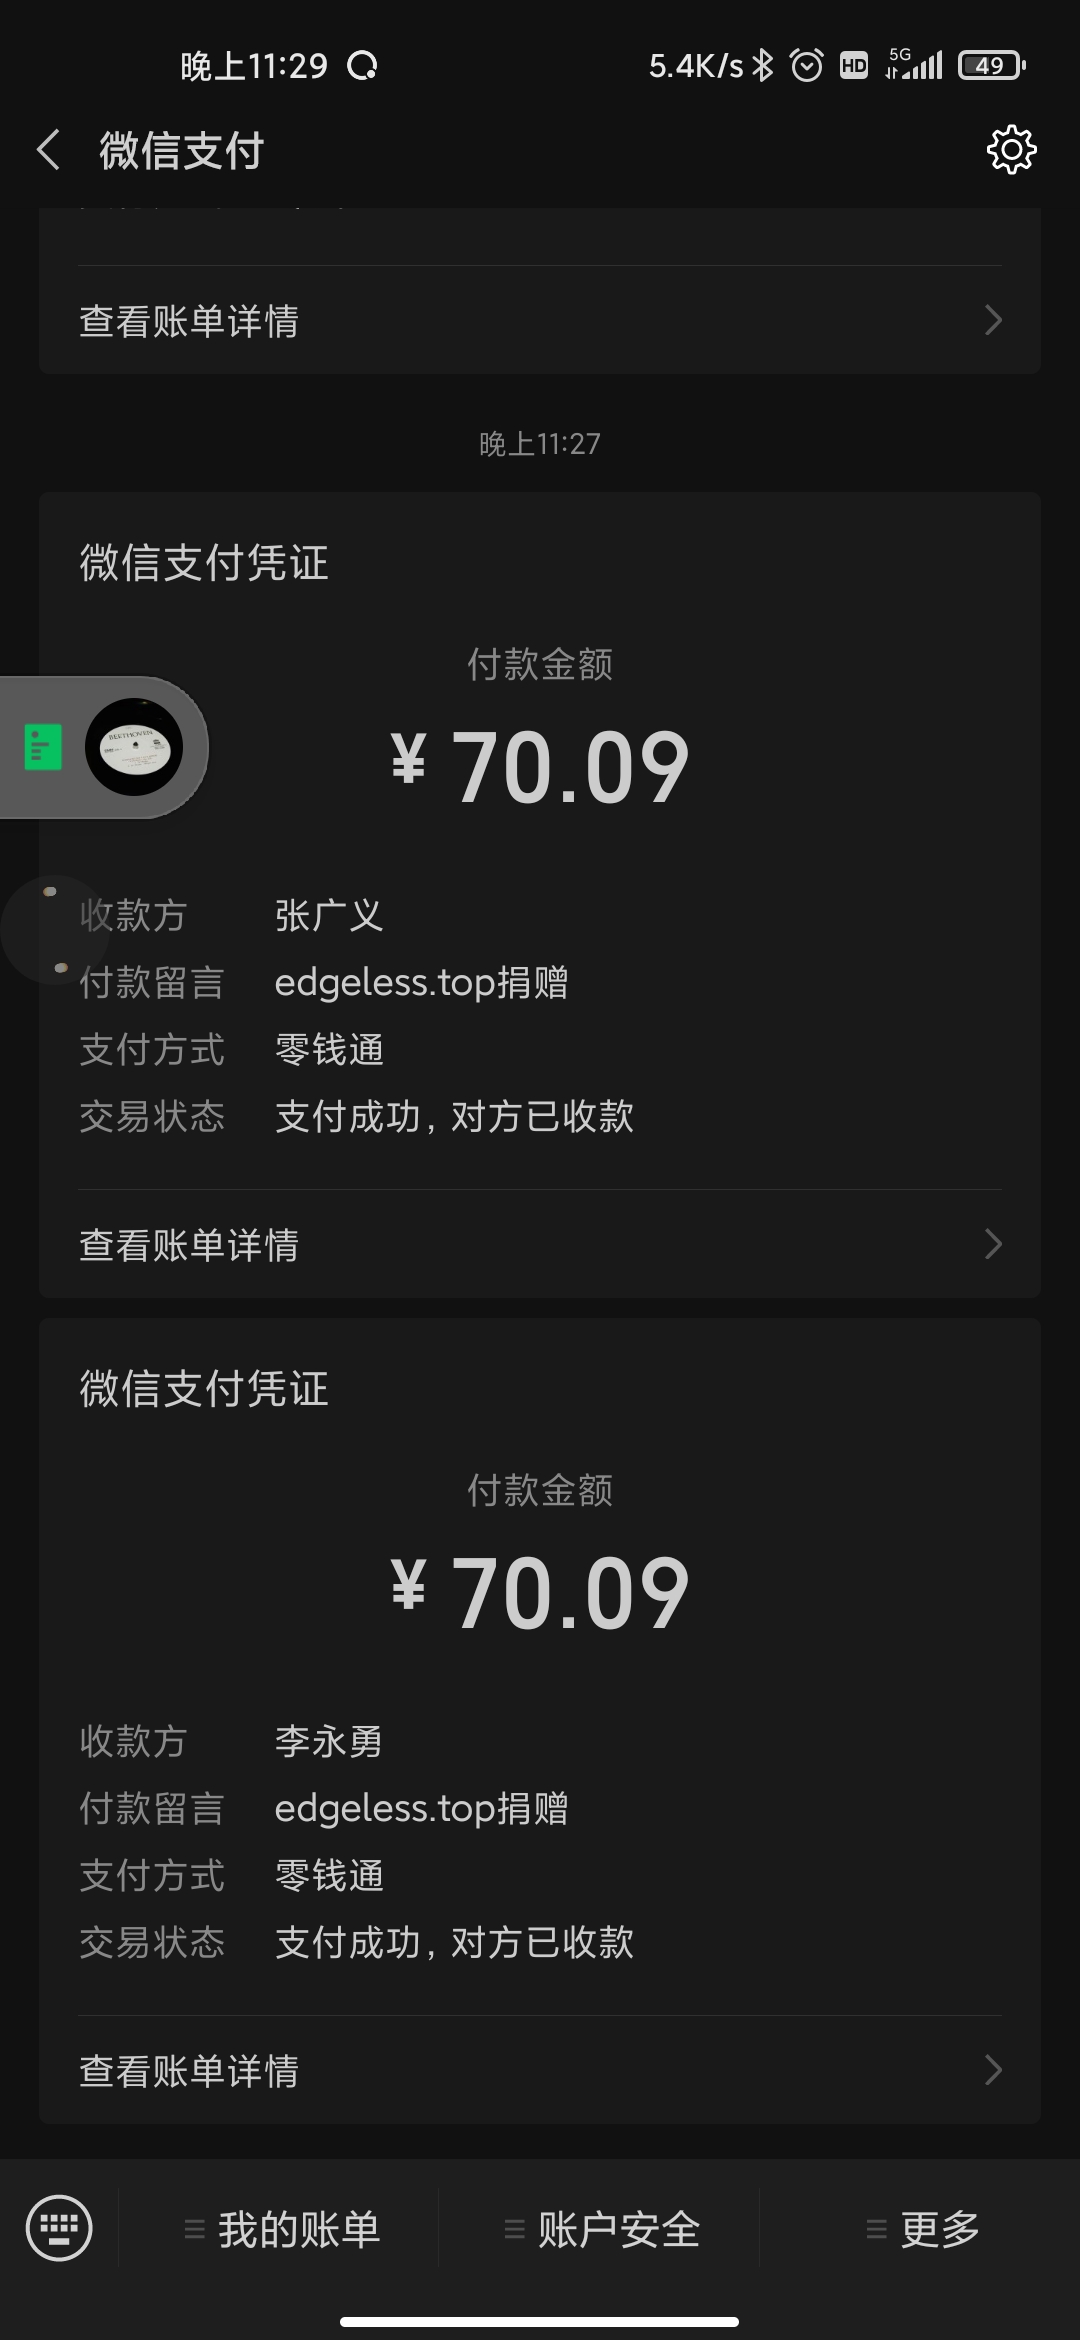 晚上11:29 5.4K/s HD 5G 49
微信支付
查看账单详情
晚上11:27
微信支付凭证
付款金额
¥ 70.09
BEETHOVEN
收款方 张广义
付款留言 edgeless.top捐赠
支付方式 零钱通
交易状态 支付成功，对方已收款
查看账单详情
微信支付凭证
付款金额
¥ 70.09
收款方 李永勇
付款留言 edgeless.top捐赠
支付方式 零钱通
交易状态 支付成功，对方已收款
查看账单详情
我的账单 账户安全 更多